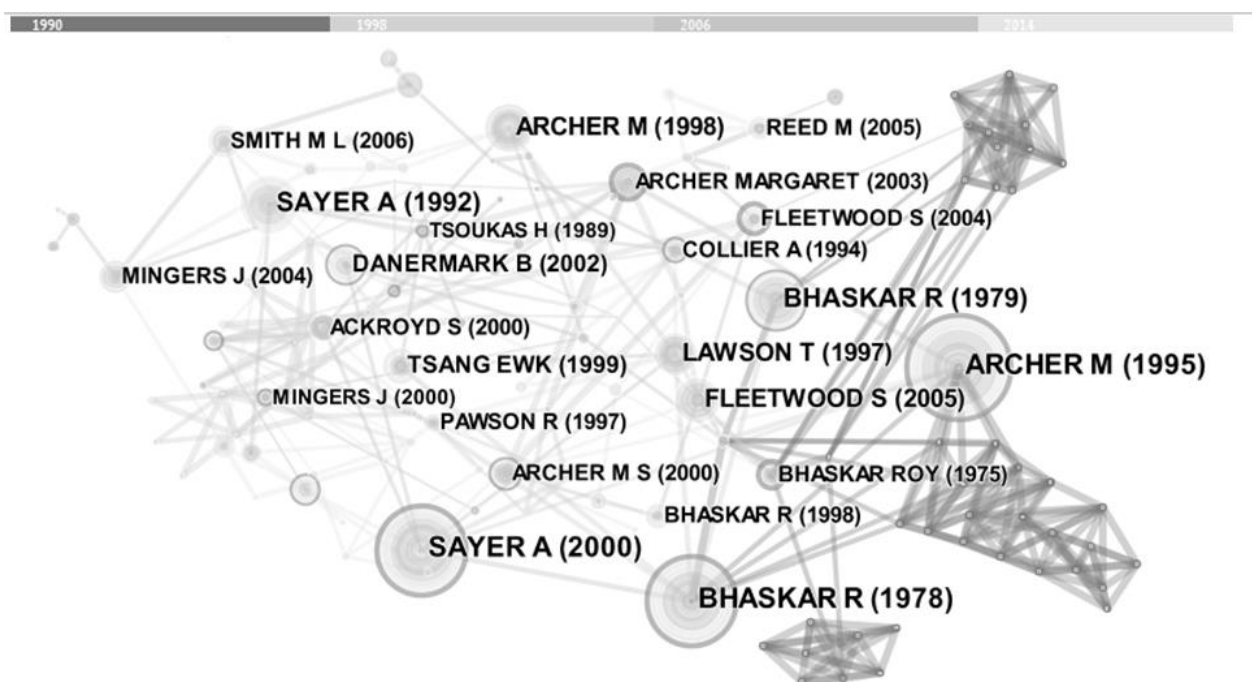 1990 1998 2006 2014
ARCHER M (1998)
REED M (2005)
SMITH M L (2006)
ARCHER MARGARET (2003)
SAYER A (1992)
FLEETWOOD S (2004)
TSOUKAS H (1989)
COLLIER A (1994)
DANERMARK B (2002)
MINGERS J (2004)
BHASKAR R (1979)
ACKROYD S (2000)
LAWSON T (1997)
TSANG EWK (1999)
ARCHER M (1995)
MINGERS J (2000)
FLEETWOOD S (2005)
PAWSON R (1997)
ARCHER M S (2000)
BHASKAR ROY (1975)
BHASKAR R (1998)
SAYER A (2000)
BHASKAR R (1978)